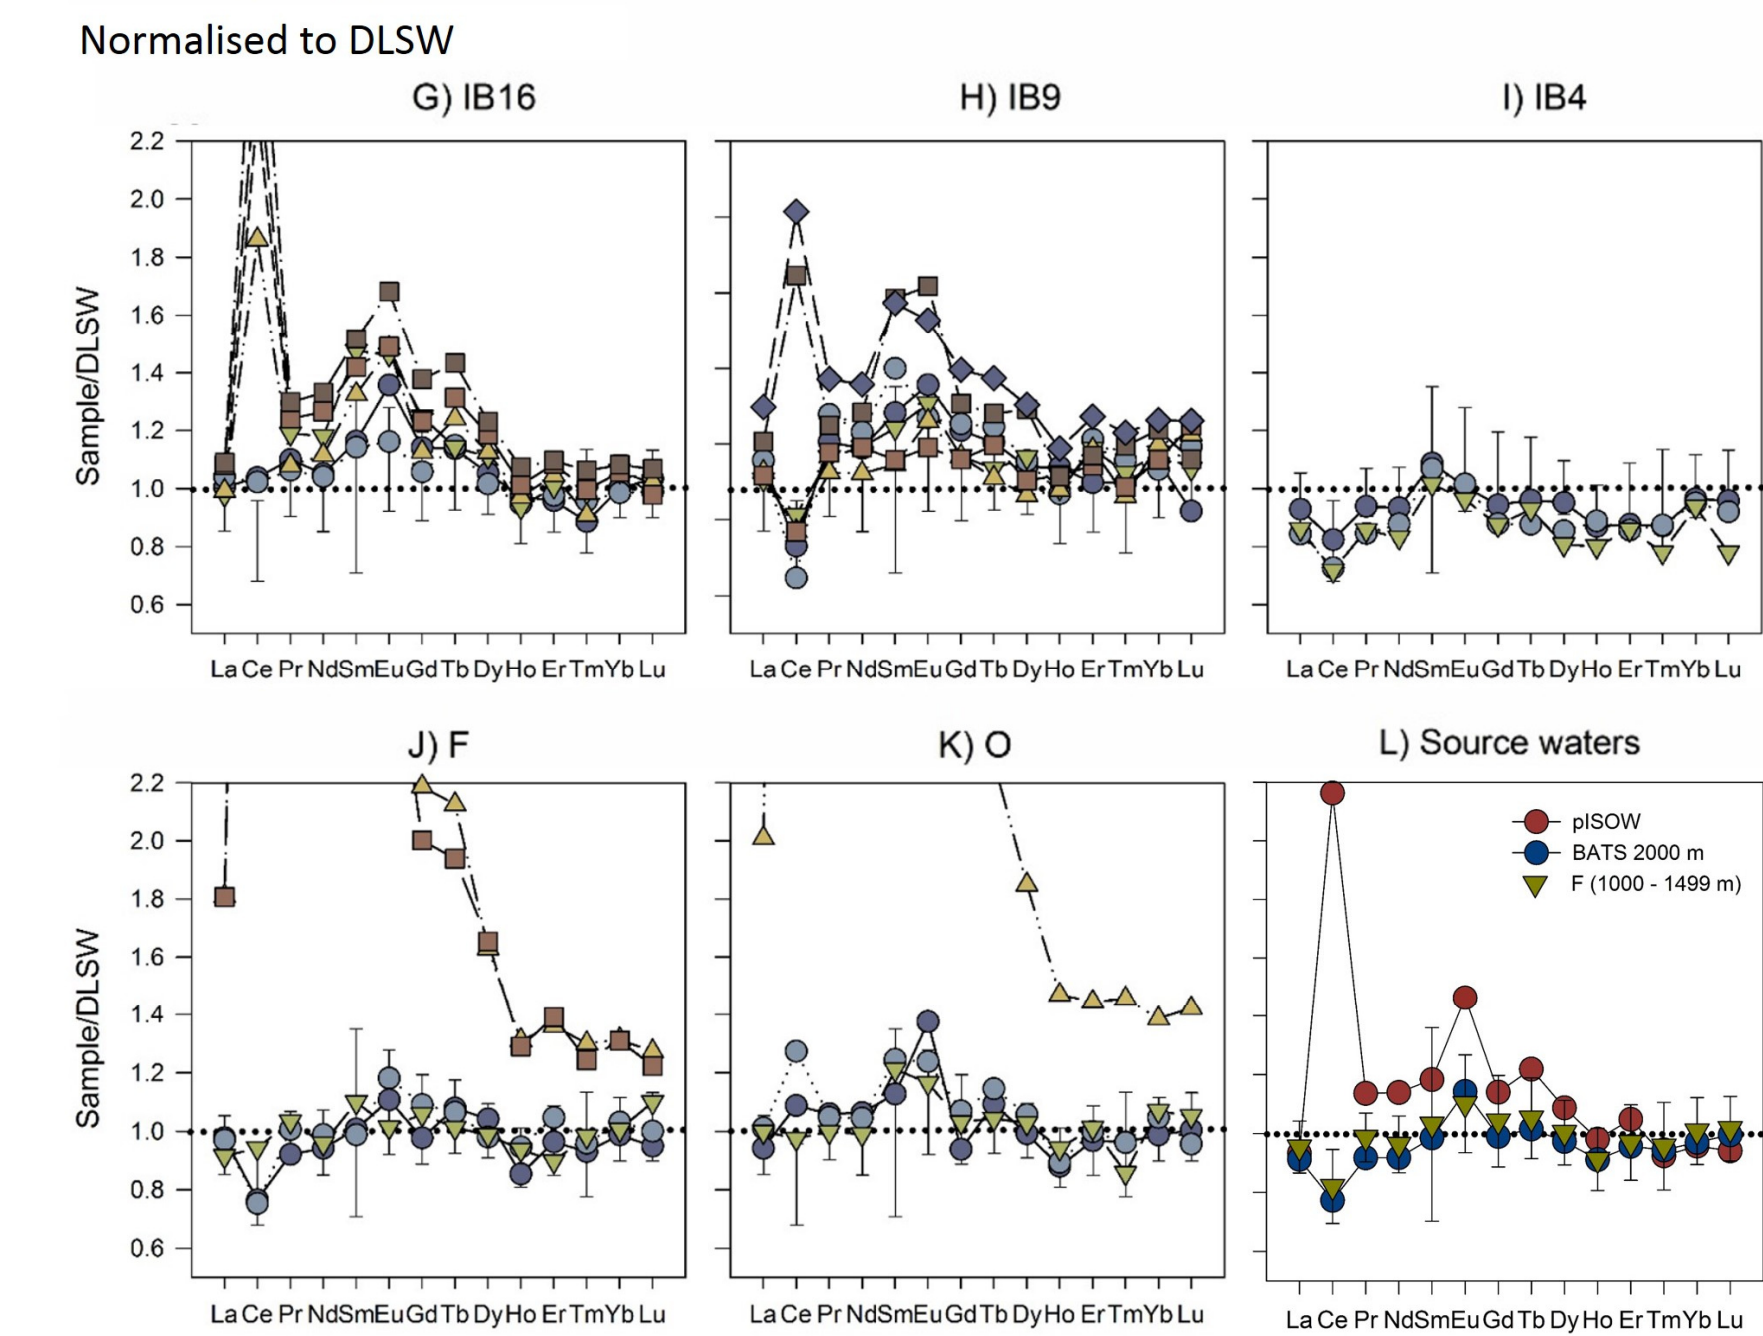 Normalised to DLSW
G) IB16
H) IB9
I) IB4
Sample/DLSW
2.2
2.0
1.8
1.6
1.4
1.2
1.0
0.8
0.6
La Ce Pr Nd Sm Eu Gd Tb Dy Ho Er Tm Yb Lu
La Ce Pr Nd Sm Eu Gd Tb Dy Ho Er Tm Yb Lu
La Ce Pr Nd Sm Eu Gd Tb Dy Ho Er Tm Yb Lu
J) F
K) O
L) Source waters
Sample/DLSW
2.2
2.0
1.8
1.6
1.4
1.2
1.0
0.8
0.6
pISOW
BATS 2000 m
F (1000 - 1499 m)
La Ce Pr Nd Sm Eu Gd Tb Dy Ho Er Tm Yb Lu
La Ce Pr Nd Sm Eu Gd Tb Dy Ho Er Tm Yb Lu
La Ce Pr Nd Sm Eu Gd Tb Dy Ho Er Tm Yb Lu